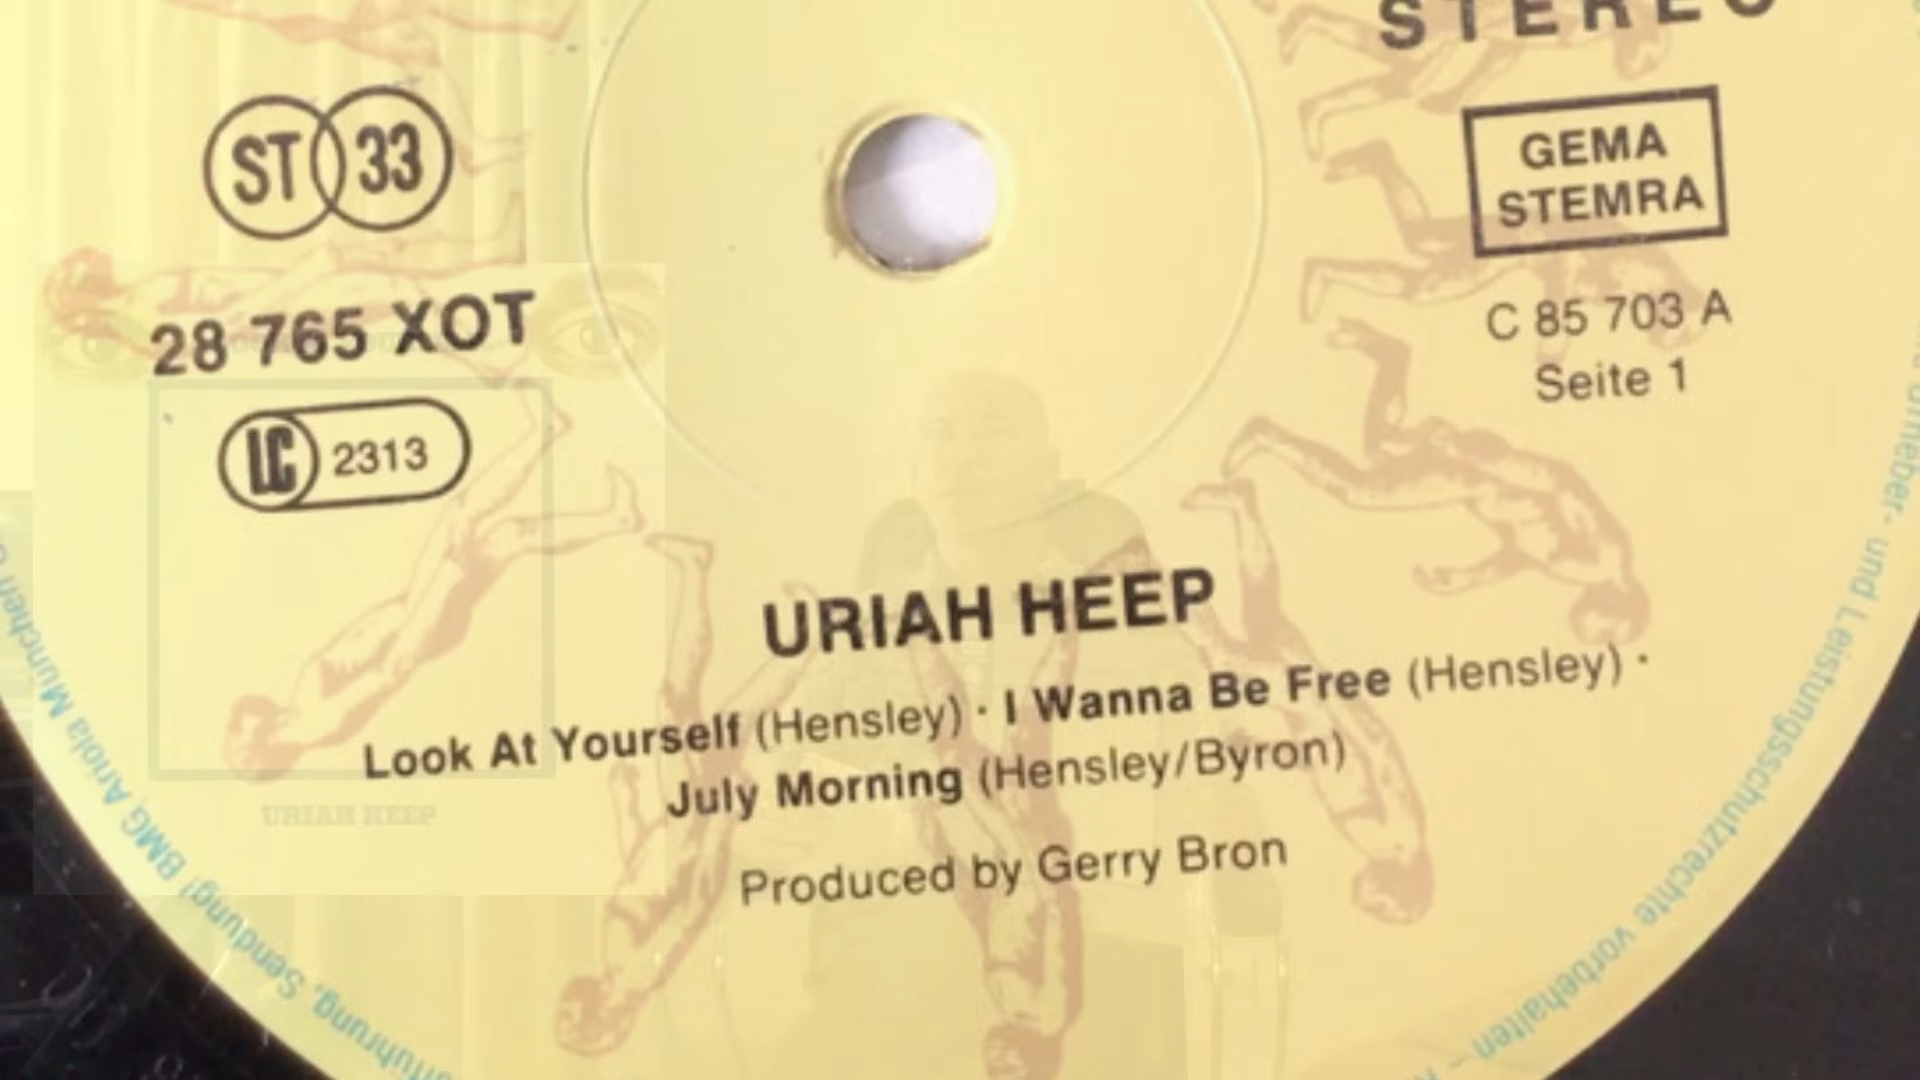 STEREO
ST 33
GEMA
STEMRA
28 765 XOT
C 85 703 A
Seite 1
LC 2313
URIAH HEEP
Look At Yourself (Hensley) · I Wanna Be Free (Hensley) ·
July Morning (Hensley/Byron)
Produced by Gerry Bron
URIAH HEEP
Urheber- und Leistungsschutzrechte vorbehalten –
Sendung! BMG Ariola München